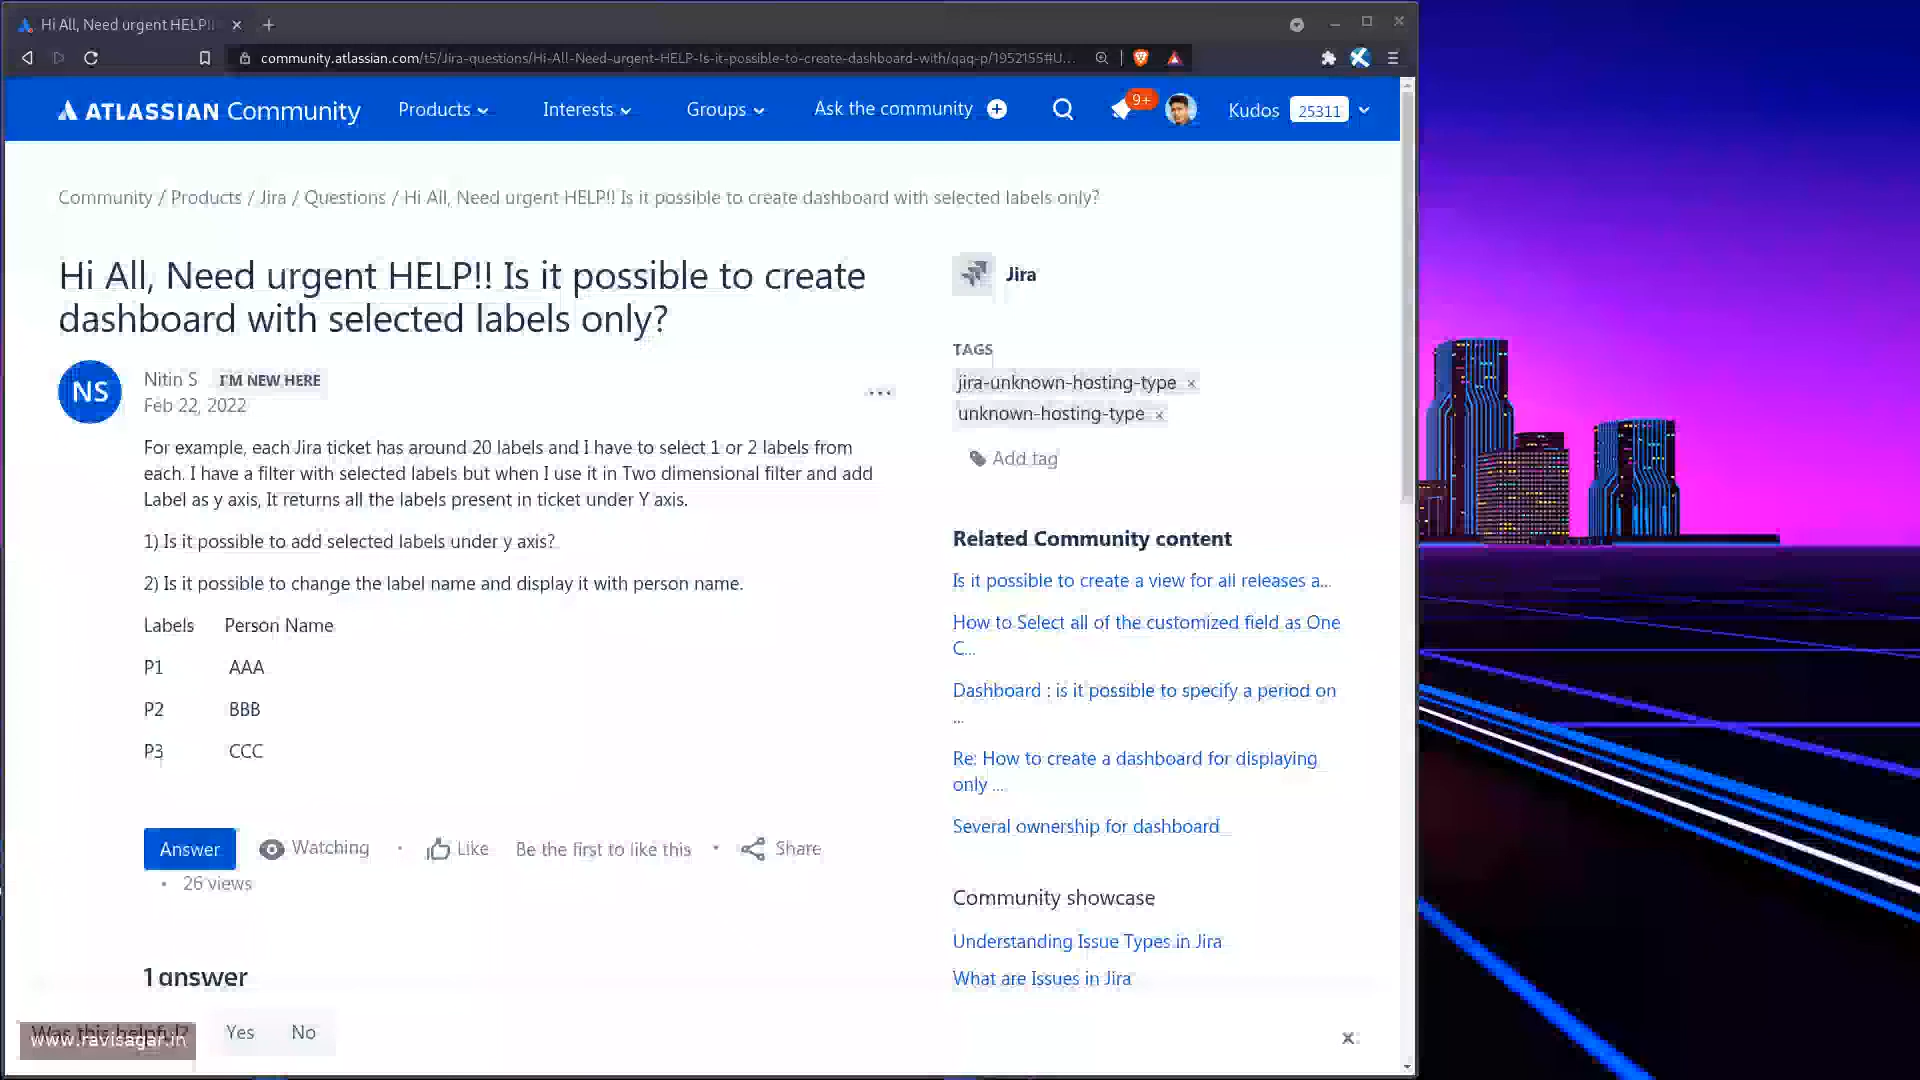 Hi All, Need urgent HELP!!
community.atlassian.com/t5/Jira-questions/Hi-All-Need-urgent-HELP-Is-it-possible-to-create-dashboard-with/qaq-p/1952155#U...
ATLASSIAN Community
Products
Interests
Groups
Ask the community
9+
Kudos 25311
Community / Products / Jira / Questions / Hi All, Need urgent HELP!! Is it possible to create dashboard with selected labels only?
Hi All, Need urgent HELP!! Is it possible to create
dashboard with selected labels only?
NS
Nitin S I'M NEW HERE
Feb 22, 2022
...
For example, each Jira ticket has around 20 labels and I have to select 1 or 2 labels from
each. I have a filter with selected labels but when I use it in Two dimensional filter and add
Label as y axis, It returns all the labels present in ticket under Y axis.
1) Is it possible to add selected labels under y axis?
2) Is it possible to change the label name and display it with person name.
Labels Person Name
P1 AAA
P2 BBB
P3 CCC
Answer
Watching
Like
Be the first to like this
Share
26 views
1 answer
Was this helpful?
Yes
No
www.ravisagar.in
Jira
TAGS
jira-unknown-hosting-type ×
unknown-hosting-type ×
Add tag
Related Community content
Is it possible to create a view for all releases a...
How to Select all of the customized field as One
C...
Dashboard : is it possible to specify a period on
...
Re: How to create a dashboard for displaying
only ...
Several ownership for dashboard
Community showcase
Understanding Issue Types in Jira
What are Issues in Jira